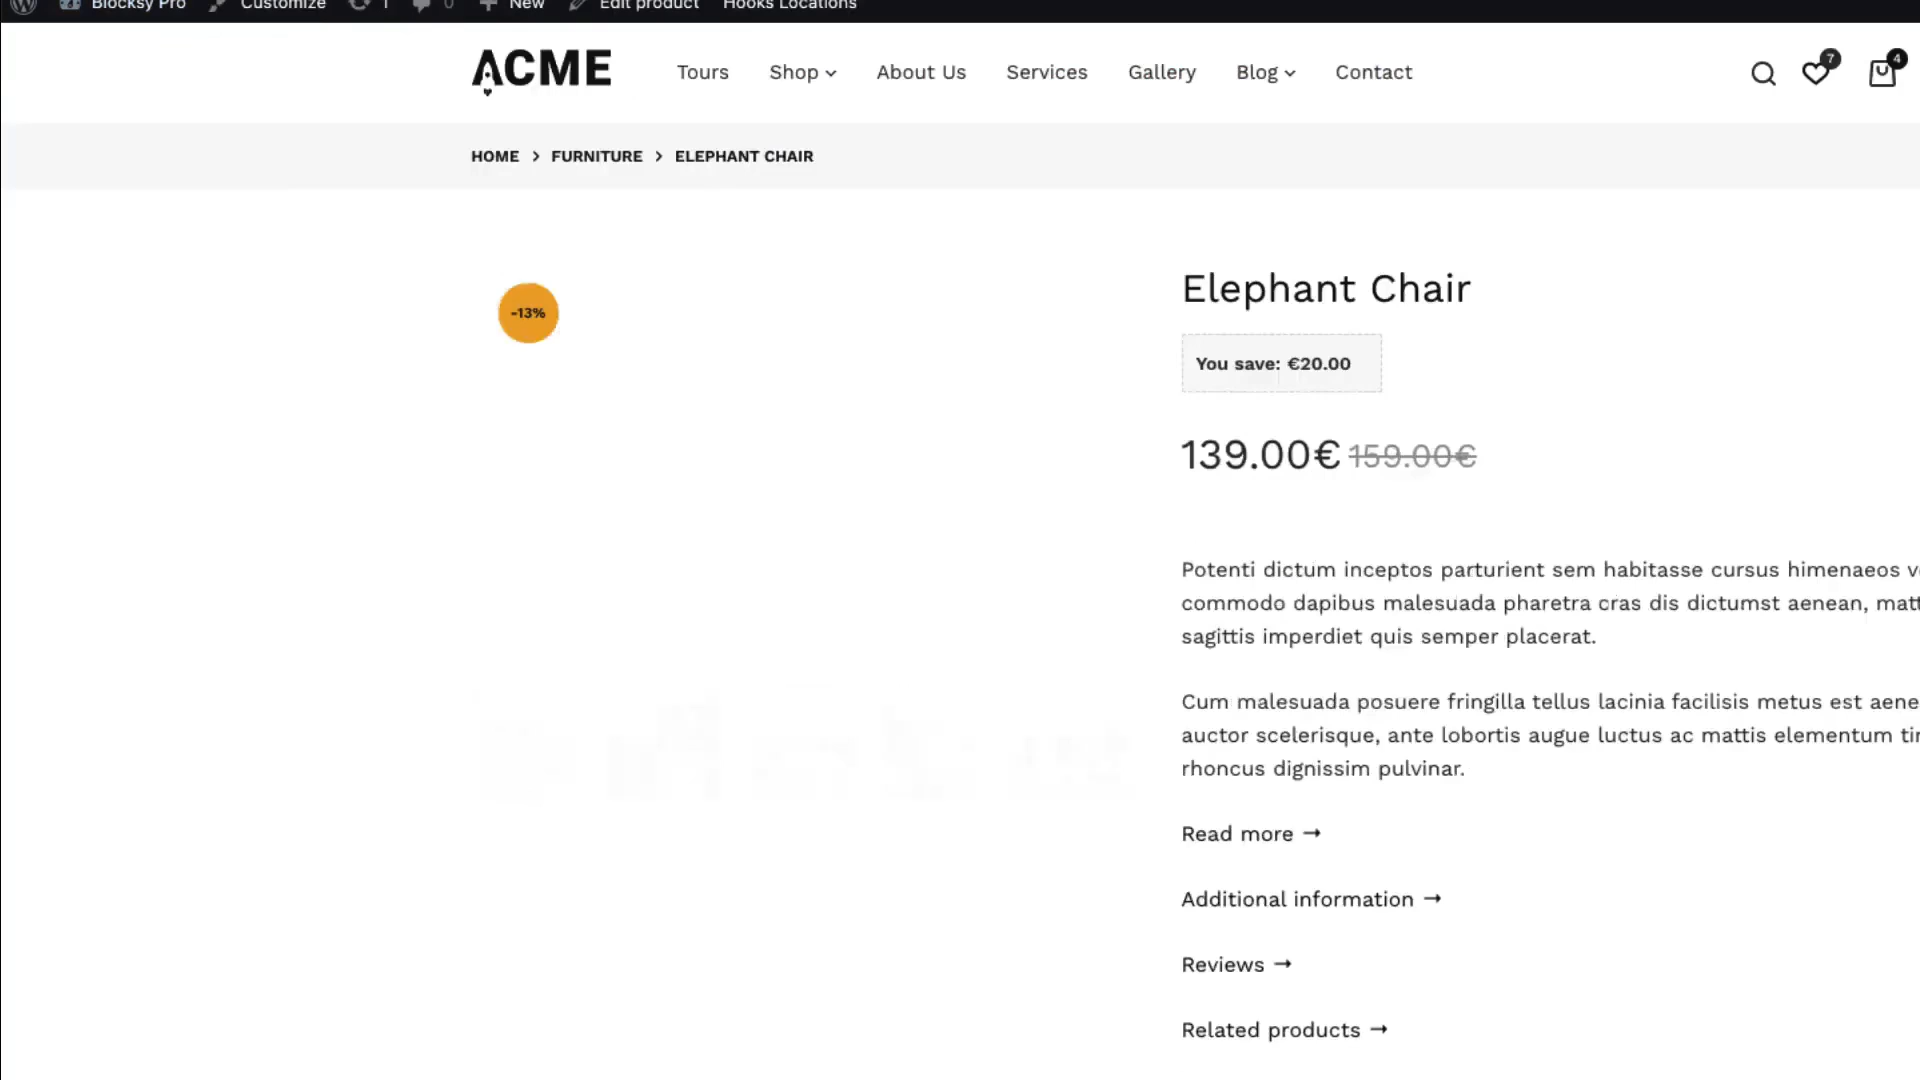 Blocksy Pro Customize 1 0 New Edit product Hooks Locations
ACME Tours Shop About Us Services Gallery Blog Contact 7 4
HOME > FURNITURE > ELEPHANT CHAIR
-13%
Elephant Chair
You save: €20.00
139.00€ 159.00€
Potenti dictum inceptos parturient sem habitasse cursus himenaeos
commodo dapibus malesuada pharetra cras dis dictumst aenean,
sagittis imperdiet quis semper placerat.
Cum malesuada posuere fringilla tellus lacinia facilisis metus est
auctor scelerisque, ante lobortis augue luctus ac mattis elementum
rhoncus dignissim pulvinar.
Read more →
Additional information →
Reviews →
Related products →